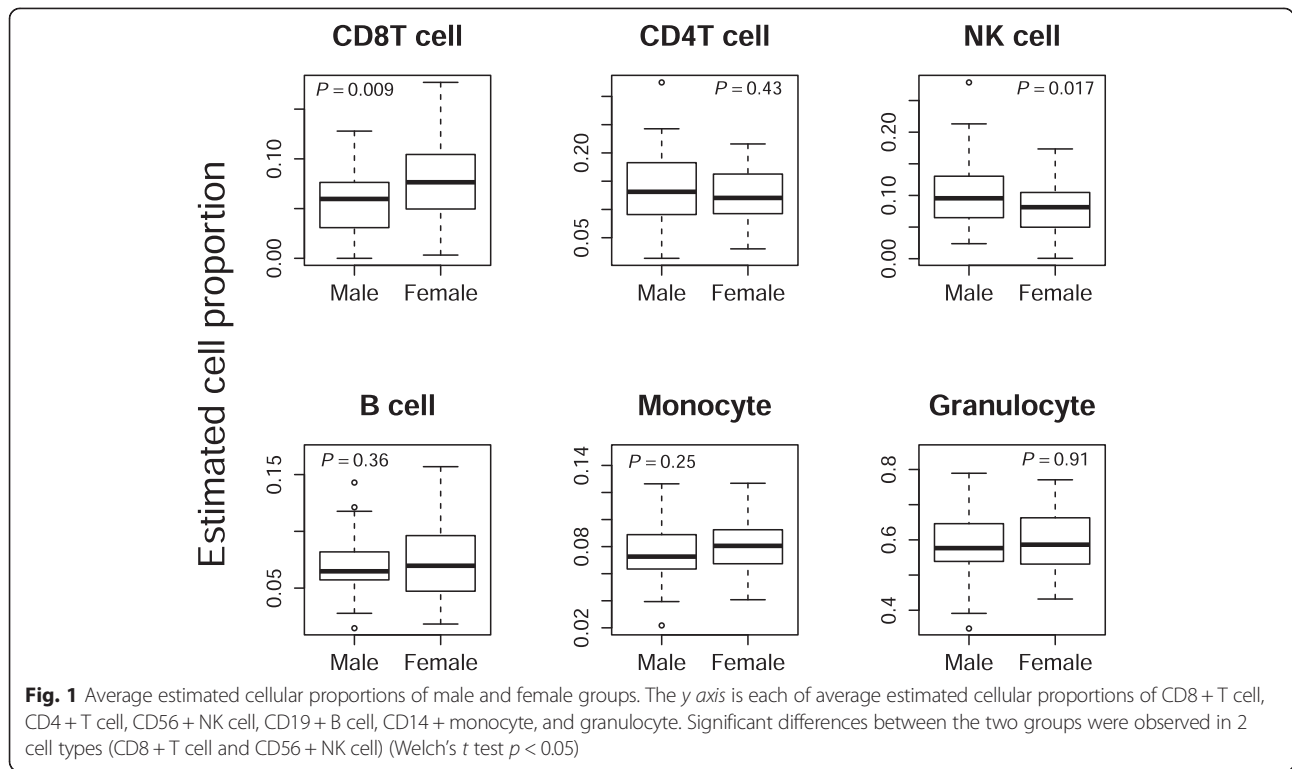 CD8T cell
CD4T cell
NK cell
Estimated cell proportion
P = 0.009
0.10
0.00
Male Female
P = 0.43
0.20
0.05
Male Female
P = 0.017
0.20
0.10
0.00
Male Female
B cell
Monocyte
Granulocyte
P = 0.36
0.15
0.05
Male Female
P = 0.25
0.14
0.08
0.02
Male Female
P = 0.91
0.8
0.6
0.4
Male Female
Fig. 1 Average estimated cellular proportions of male and female groups. The y axis is each of average estimated cellular proportions of CD8 + T cell,
CD4 + T cell, CD56 + NK cell, CD19 + B cell, CD14 + monocyte, and granulocyte. Significant differences between the two groups were observed in 2
cell types (CD8 + T cell and CD56 + NK cell) (Welch's t test p < 0.05)